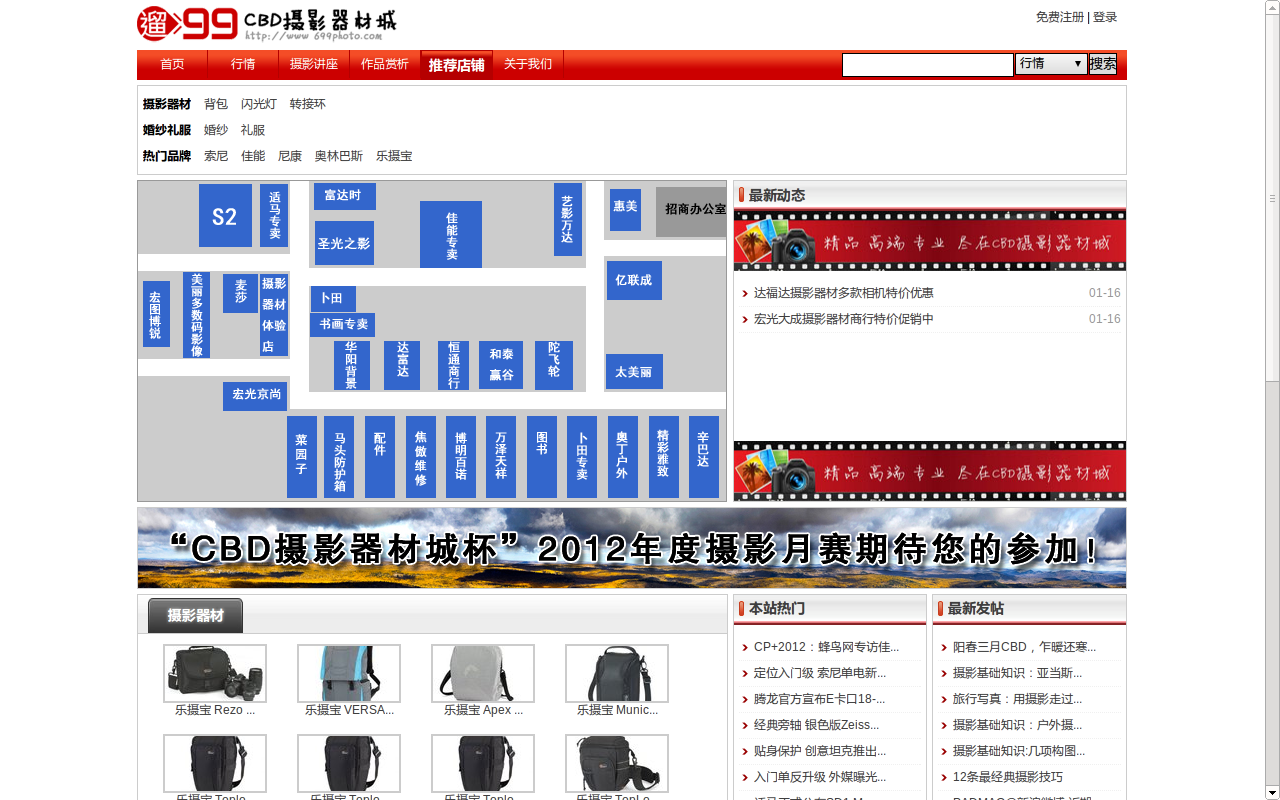 遛99 CBD摄影器材城
http://www.699photo.com
免费注册 | 登录
首页 行情 摄影讲座 作品赏析 推荐店铺 关于我们 行情 搜索
摄影器材 背包 闪光灯 转接环
婚纱礼服 婚纱 礼服
热门品牌 索尼 佳能 尼康 奥林巴斯 乐摄宝
S2
适马专卖
富达时
圣光之影
佳能专卖
艺影万达
惠美
招商办公室
宏图博锐
美丽多数码影像
麦莎
摄影器材体验店
卜田
书画专卖
亿联成
华阳背景
达富达
恒通商行
和泰赢谷
陀飞轮
太美丽
宏光京尚
菜园子
马头防护箱
配件
焦傲维修
博明百诺
万泽天祥
图书
卜田专卖
奥丁户外
精彩雅致
辛巴达
最新动态
精品 高端 专业 尽在CBD摄影器材城
达福达摄影器材多款相机特价优惠 01-16
宏光大成摄影器材商行特价促销中 01-16
精品 高端 专业 尽在CBD摄影器材城
“CBD摄影器材城杯”2012年度摄影月赛期待您的参加！
摄影器材
乐摄宝 Rezo ...
乐摄宝 VERSA...
乐摄宝 Apex ...
乐摄宝 Munic...
本站热门
CP+2012：蜂鸟网专访佳...
定位入门级 索尼单电新...
腾龙官方宣布E卡口18-...
经典旁轴 银色版Zeiss...
贴身保护 创意坦克推出...
入门单反升级 外媒曝光...
最新发帖
阳春三月CBD，乍暖还寒...
摄影基础知识：亚当斯...
旅行写真：用摄影走过...
摄影基础知识：户外摄...
摄影基础知识:几项构图...
12条最经典摄影技巧